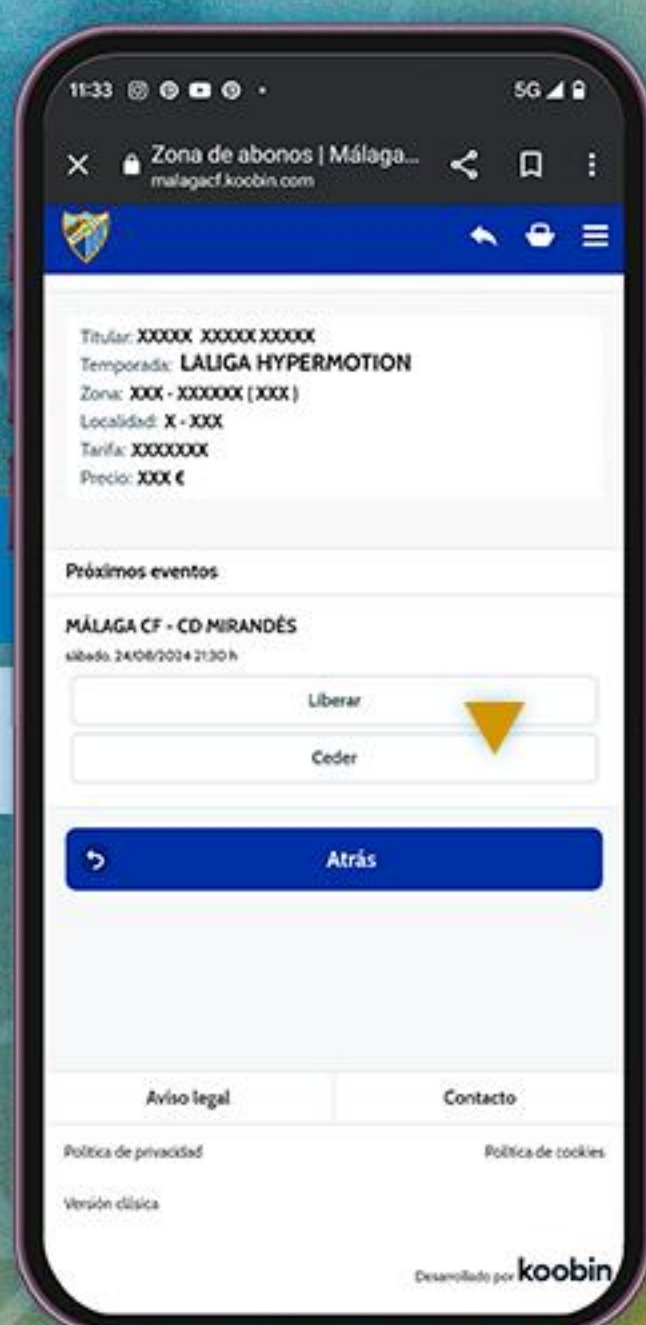 11:33
5G
Zona de abonos | Málaga...
malagacf.koobin.com
Titular: XXXXX XXXXX XXXXX
Temporada: LALIGA HYPERMOTION
Zona: XXX - XXXXXX ( XXX )
Localidad: X - XXX
Tarifa: XXXXXXX
Precio: XXX €
Próximos eventos
MÁLAGA CF - CD MIRANDÉS
sábado, 24/08/2024 21:30 h
Liberar
Ceder
Atrás
Aviso legal Contacto
Política de privacidad Política de cookies
Versión clásica
Desarrollado por koobin